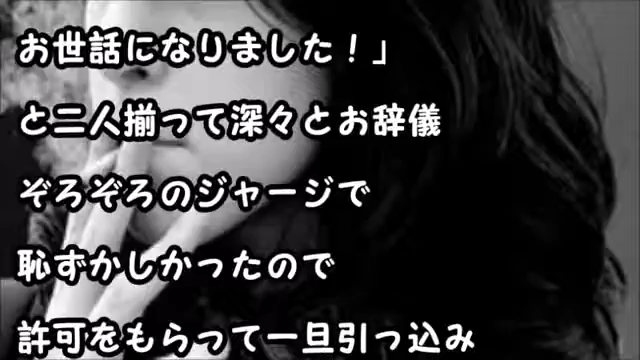 お世話になりました！」
と二人揃って深々とお辞儀
ぞろぞろのジャージで
恥ずかしかったので
許可をもらって一旦引っ込み